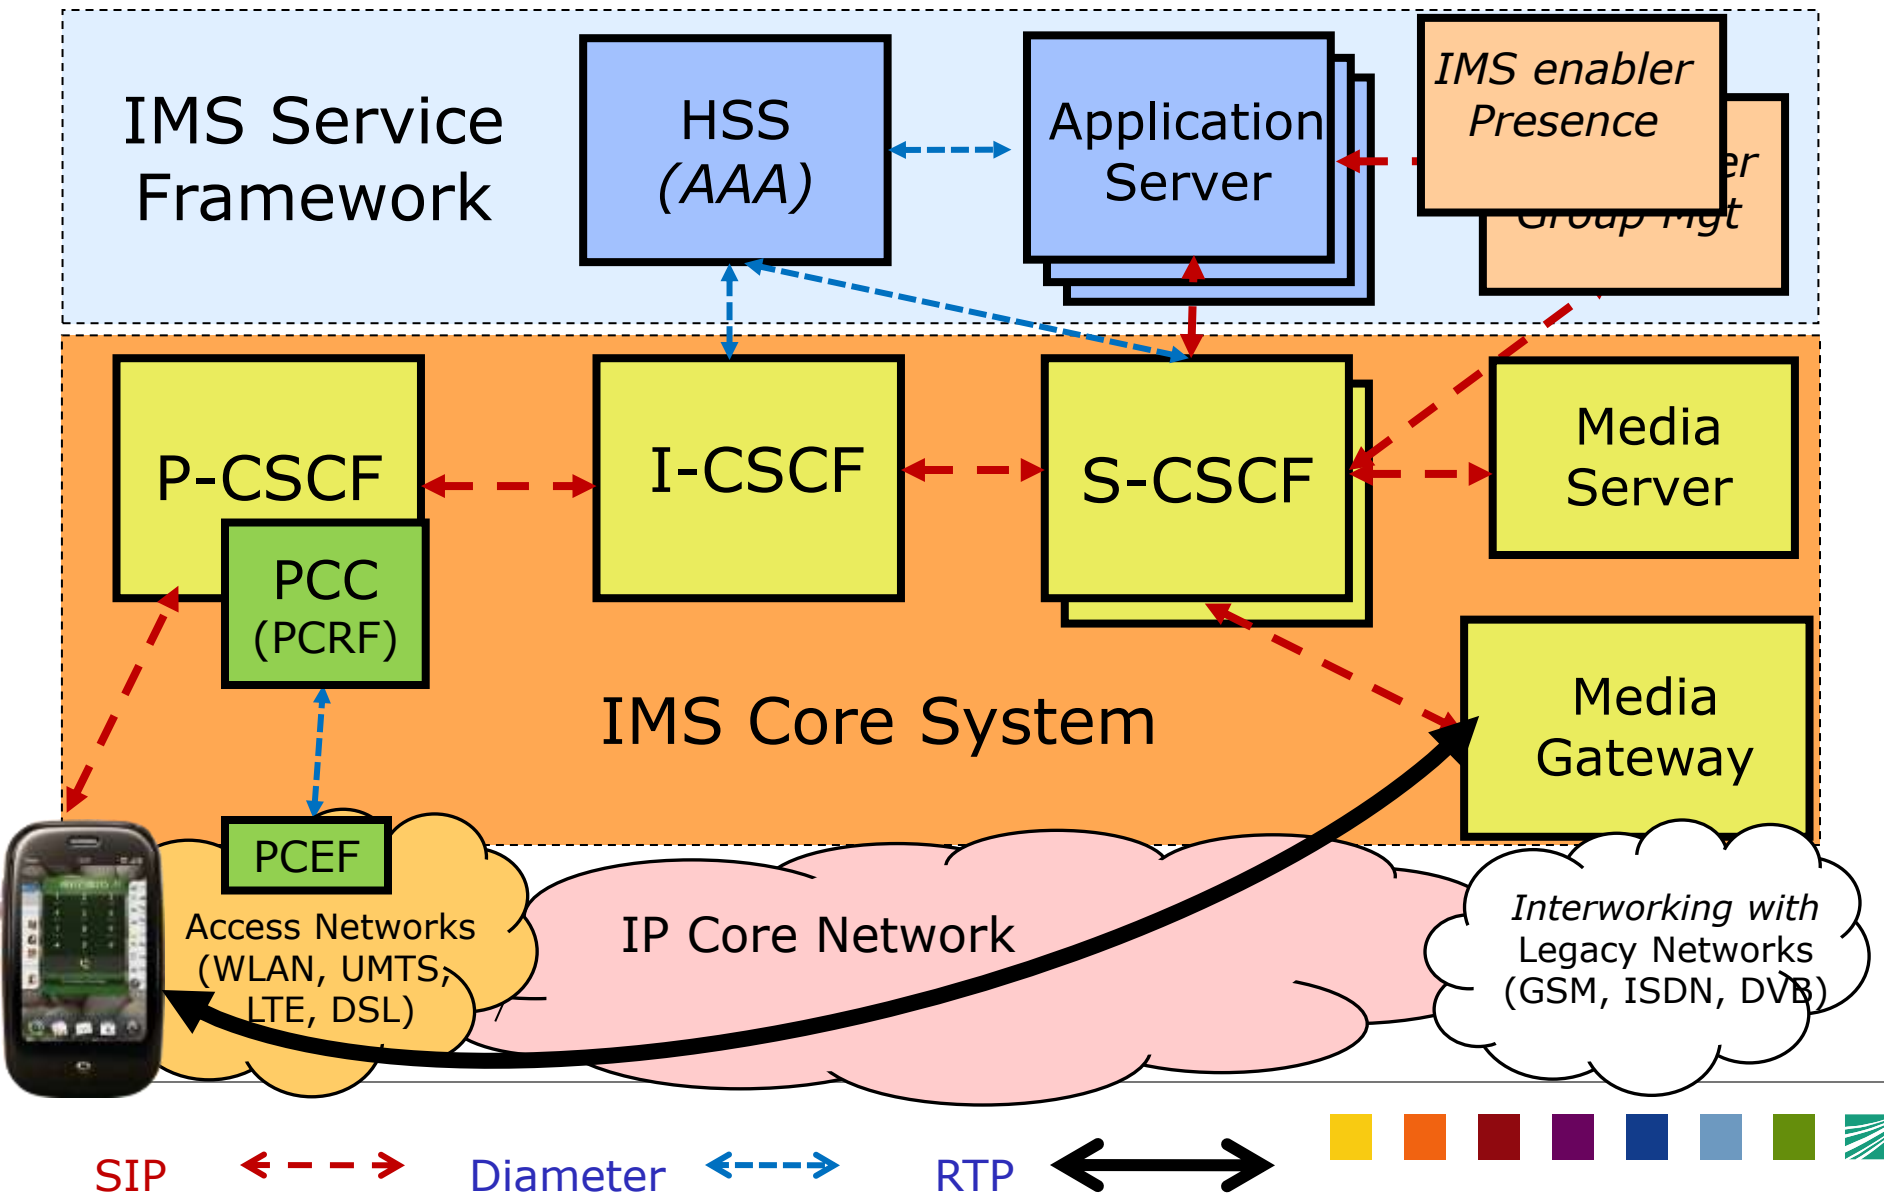 IMS Service
Framework
HSS
(AAA)
Application
Server
IMS enabler
Presence
er
Group Mgt
P-CSCF
I-CSCF
S-CSCF
Media
Server
PCC
(PCRF)
IMS Core System
Media
Gateway
PCEF
Access Networks
(WLAN, UMTS,
LTE, DSL)
IP Core Network
Interworking with
Legacy Networks
(GSM, ISDN, DVB)
SIP
Diameter
RTP